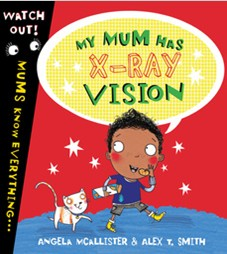 WATCH OUT!
MUMS KNOW EVERYTHING...
MY MUM HAS
X-RAY
VISION
ANGELA MCALLISTER & ALEX T. SMITH